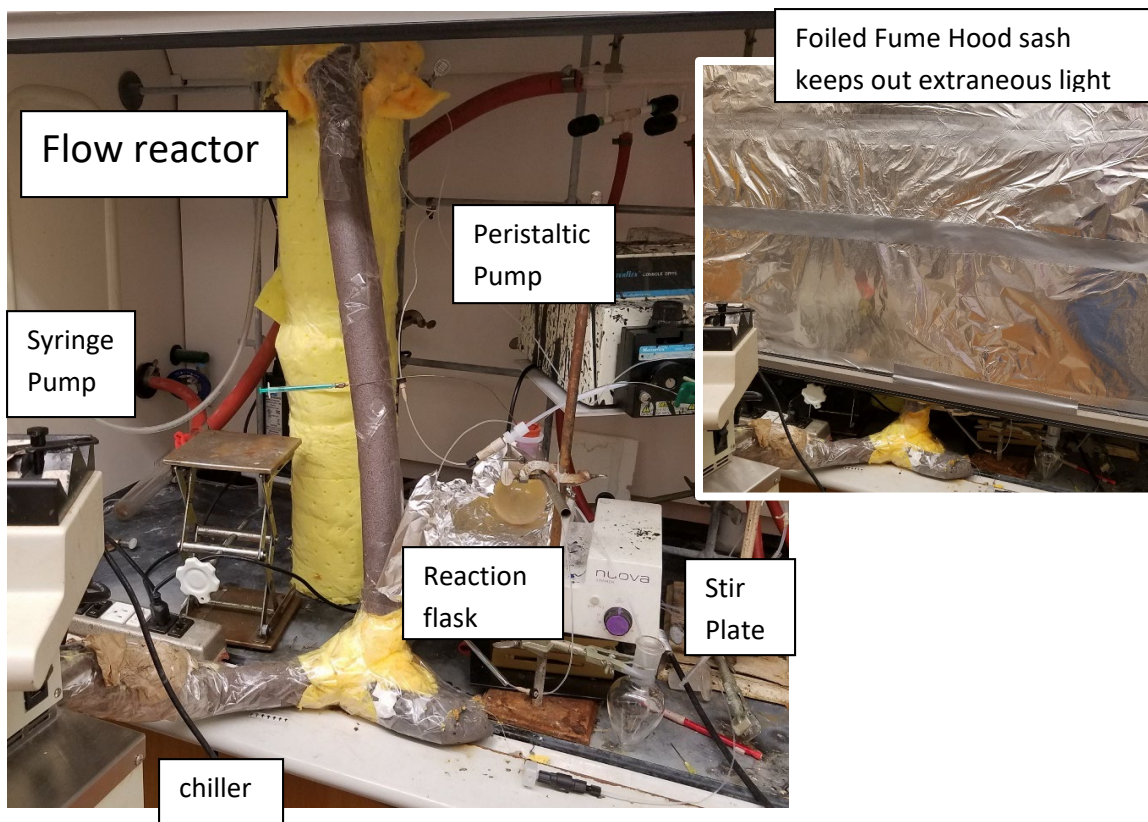 Foiled Fume Hood sash
keeps out extraneous light
Flow reactor
Peristaltic
Pump
Syringe
Pump
Reaction
flask
nuova
Stir
Plate
chiller